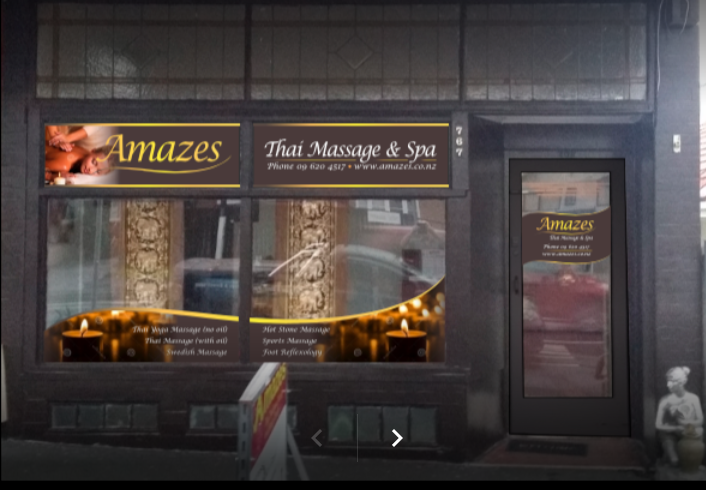 Amazes
Thai Massage & Spa
Phone 09 620 4517 • www.amazes.co.nz
767
Amazes
Thai Massage & Spa
Phone 09 620 4517
www.amazes.co.nz
Thai Yoga Massage (no oil)
Thai Massage (with oil)
Swedish Massage
Hot Stone Massage
Sports Massage
Foot Reflexology